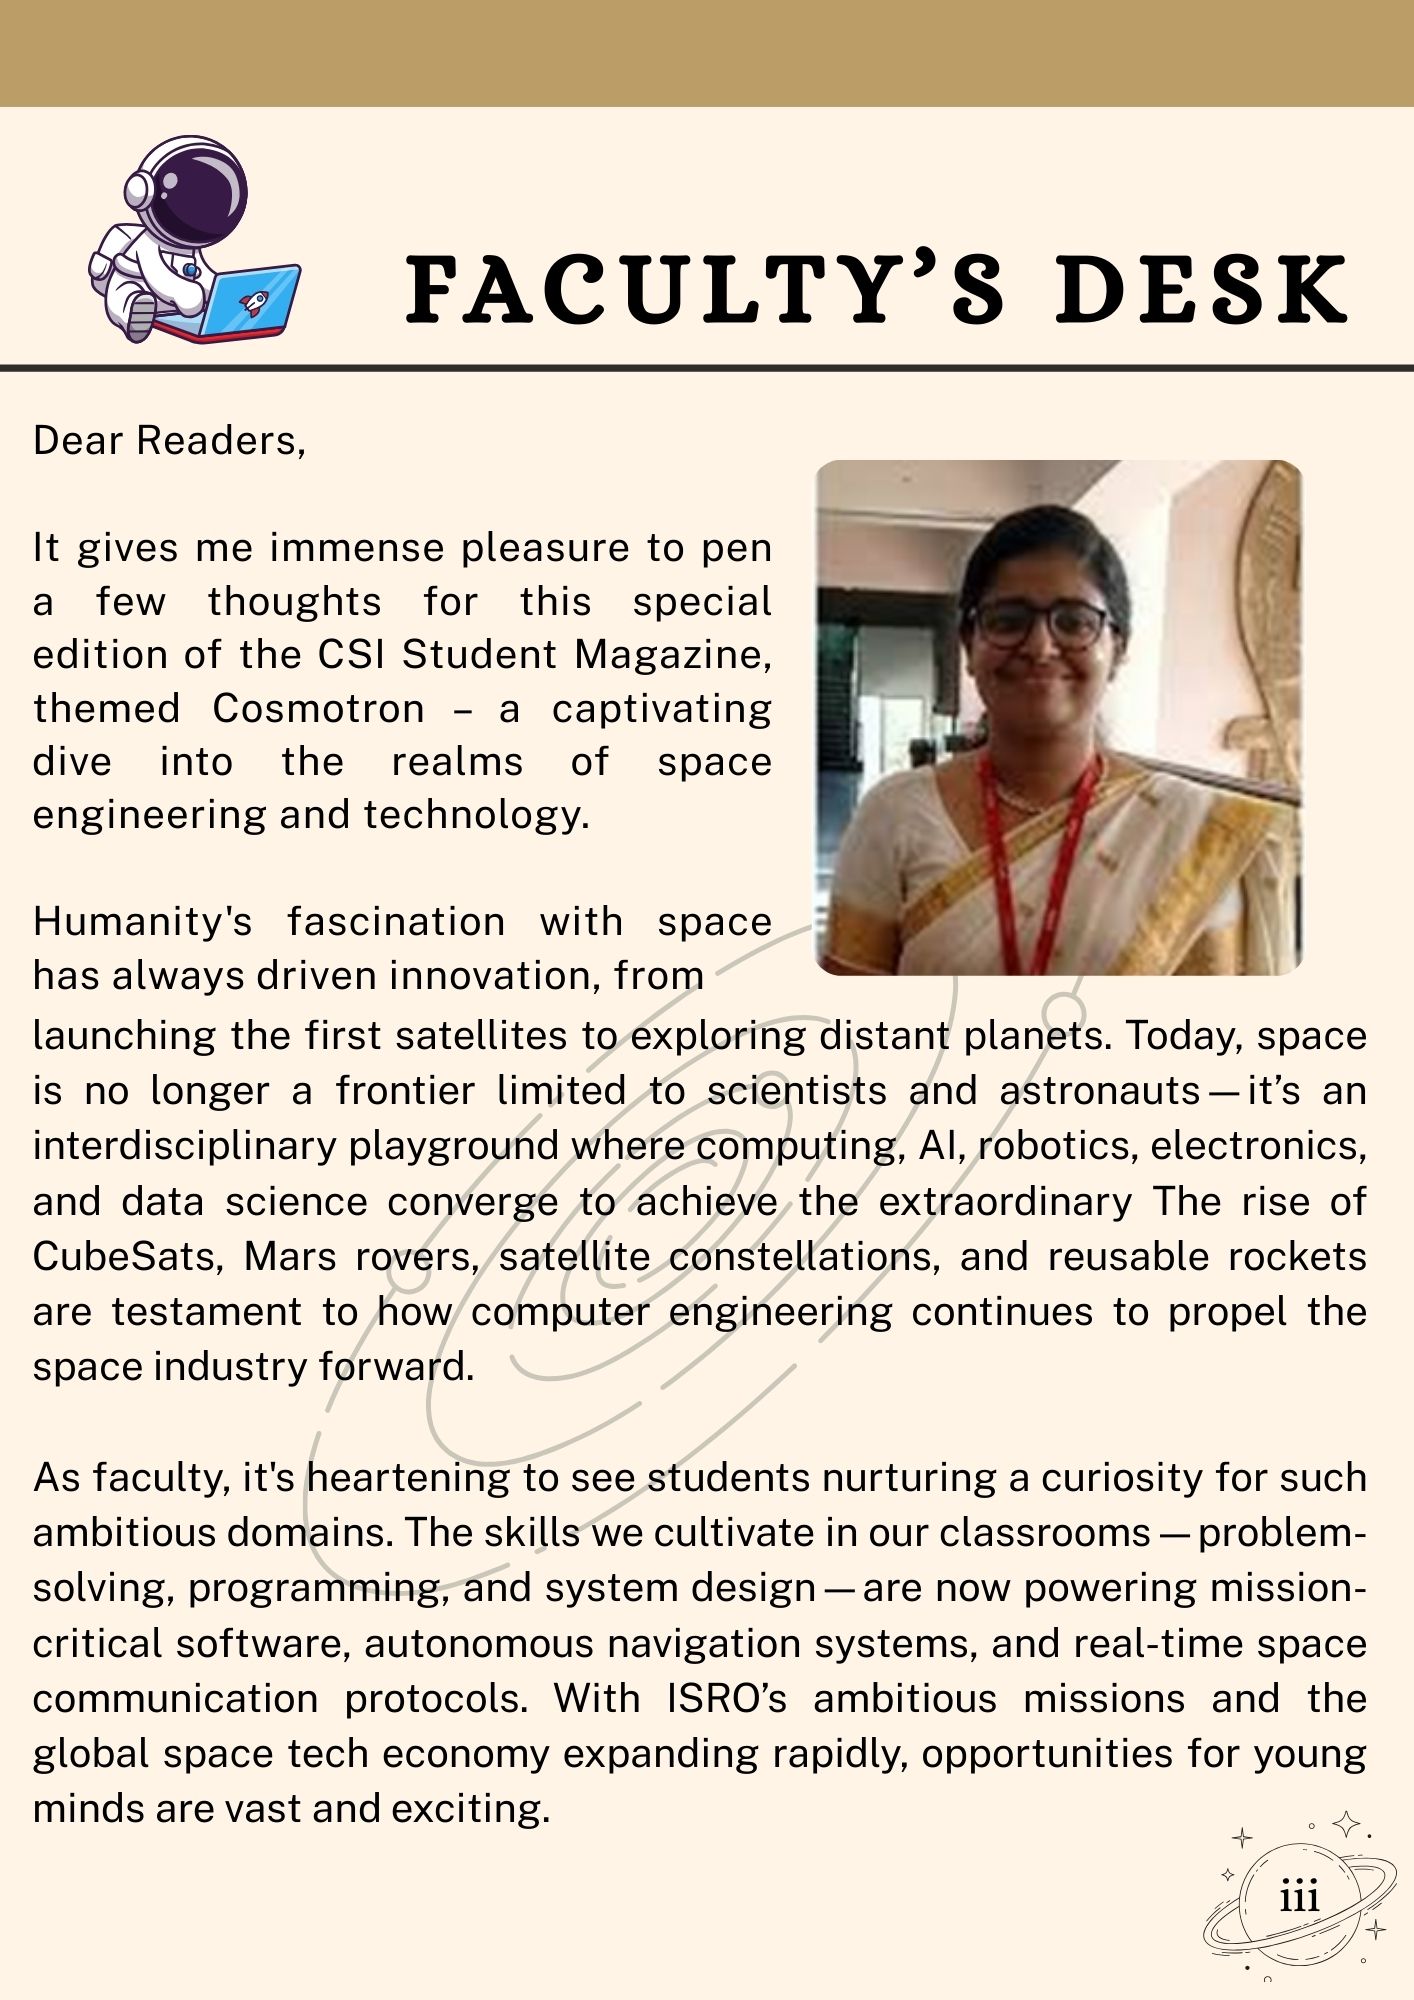 FACULTY’S DESK
Dear Readers,
It gives me immense pleasure to pen
a few thoughts for this special
edition of the CSI Student Magazine,
themed Cosmotron – a captivating
dive into the realms of space
engineering and technology.
Humanity's fascination with space
has always driven innovation, from
launching the first satellites to exploring distant planets. Today, space
is no longer a frontier limited to scientists and astronauts—it’s an
interdisciplinary playground where computing, AI, robotics, electronics,
and data science converge to achieve the extraordinary The rise of
CubeSats, Mars rovers, satellite constellations, and reusable rockets
are testament to how computer engineering continues to propel the
space industry forward.
As faculty, it's heartening to see students nurturing a curiosity for such
ambitious domains. The skills we cultivate in our classrooms—problem-
solving, programming, and system design—are now powering mission-
critical software, autonomous navigation systems, and real-time space
communication protocols. With ISRO’s ambitious missions and the
global space tech economy expanding rapidly, opportunities for young
minds are vast and exciting.
iii